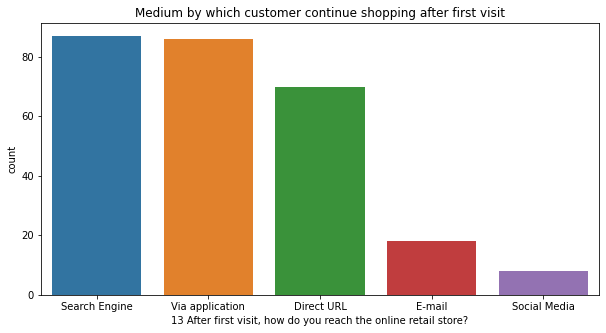 Medium by which customer continue shopping after first visit
count
80
60
40
20
0
Search Engine
Via application
Direct URL
E-mail
Social Media
13 After first visit, how do you reach the online retail store?